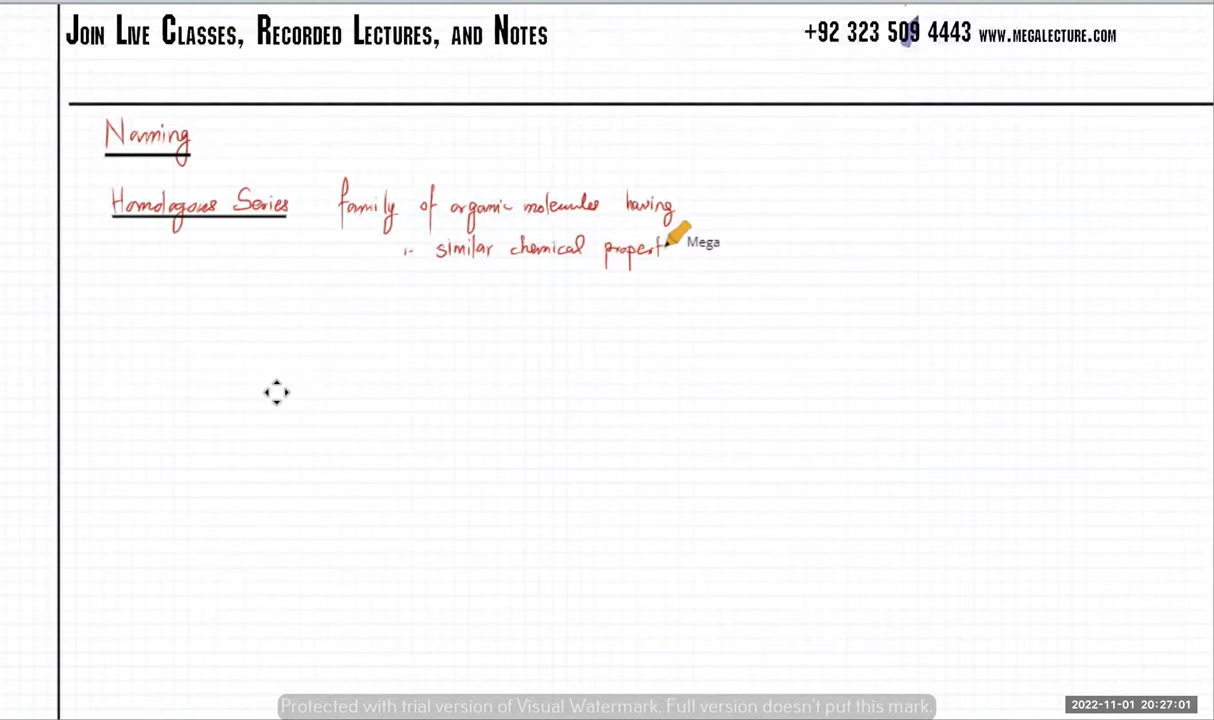 JOIN LIVE CLASSES, RECORDED LECTURES, AND NOTES +92 323 509 4443 WWW.MEGALECTURE.COM
Naming
Homologous Series family of organic molecules having
1- similar chemical propert
Mega
Protected with trial version of Visual Watermark. Full version doesn't put this mark.
2022-11-01 20:27:01